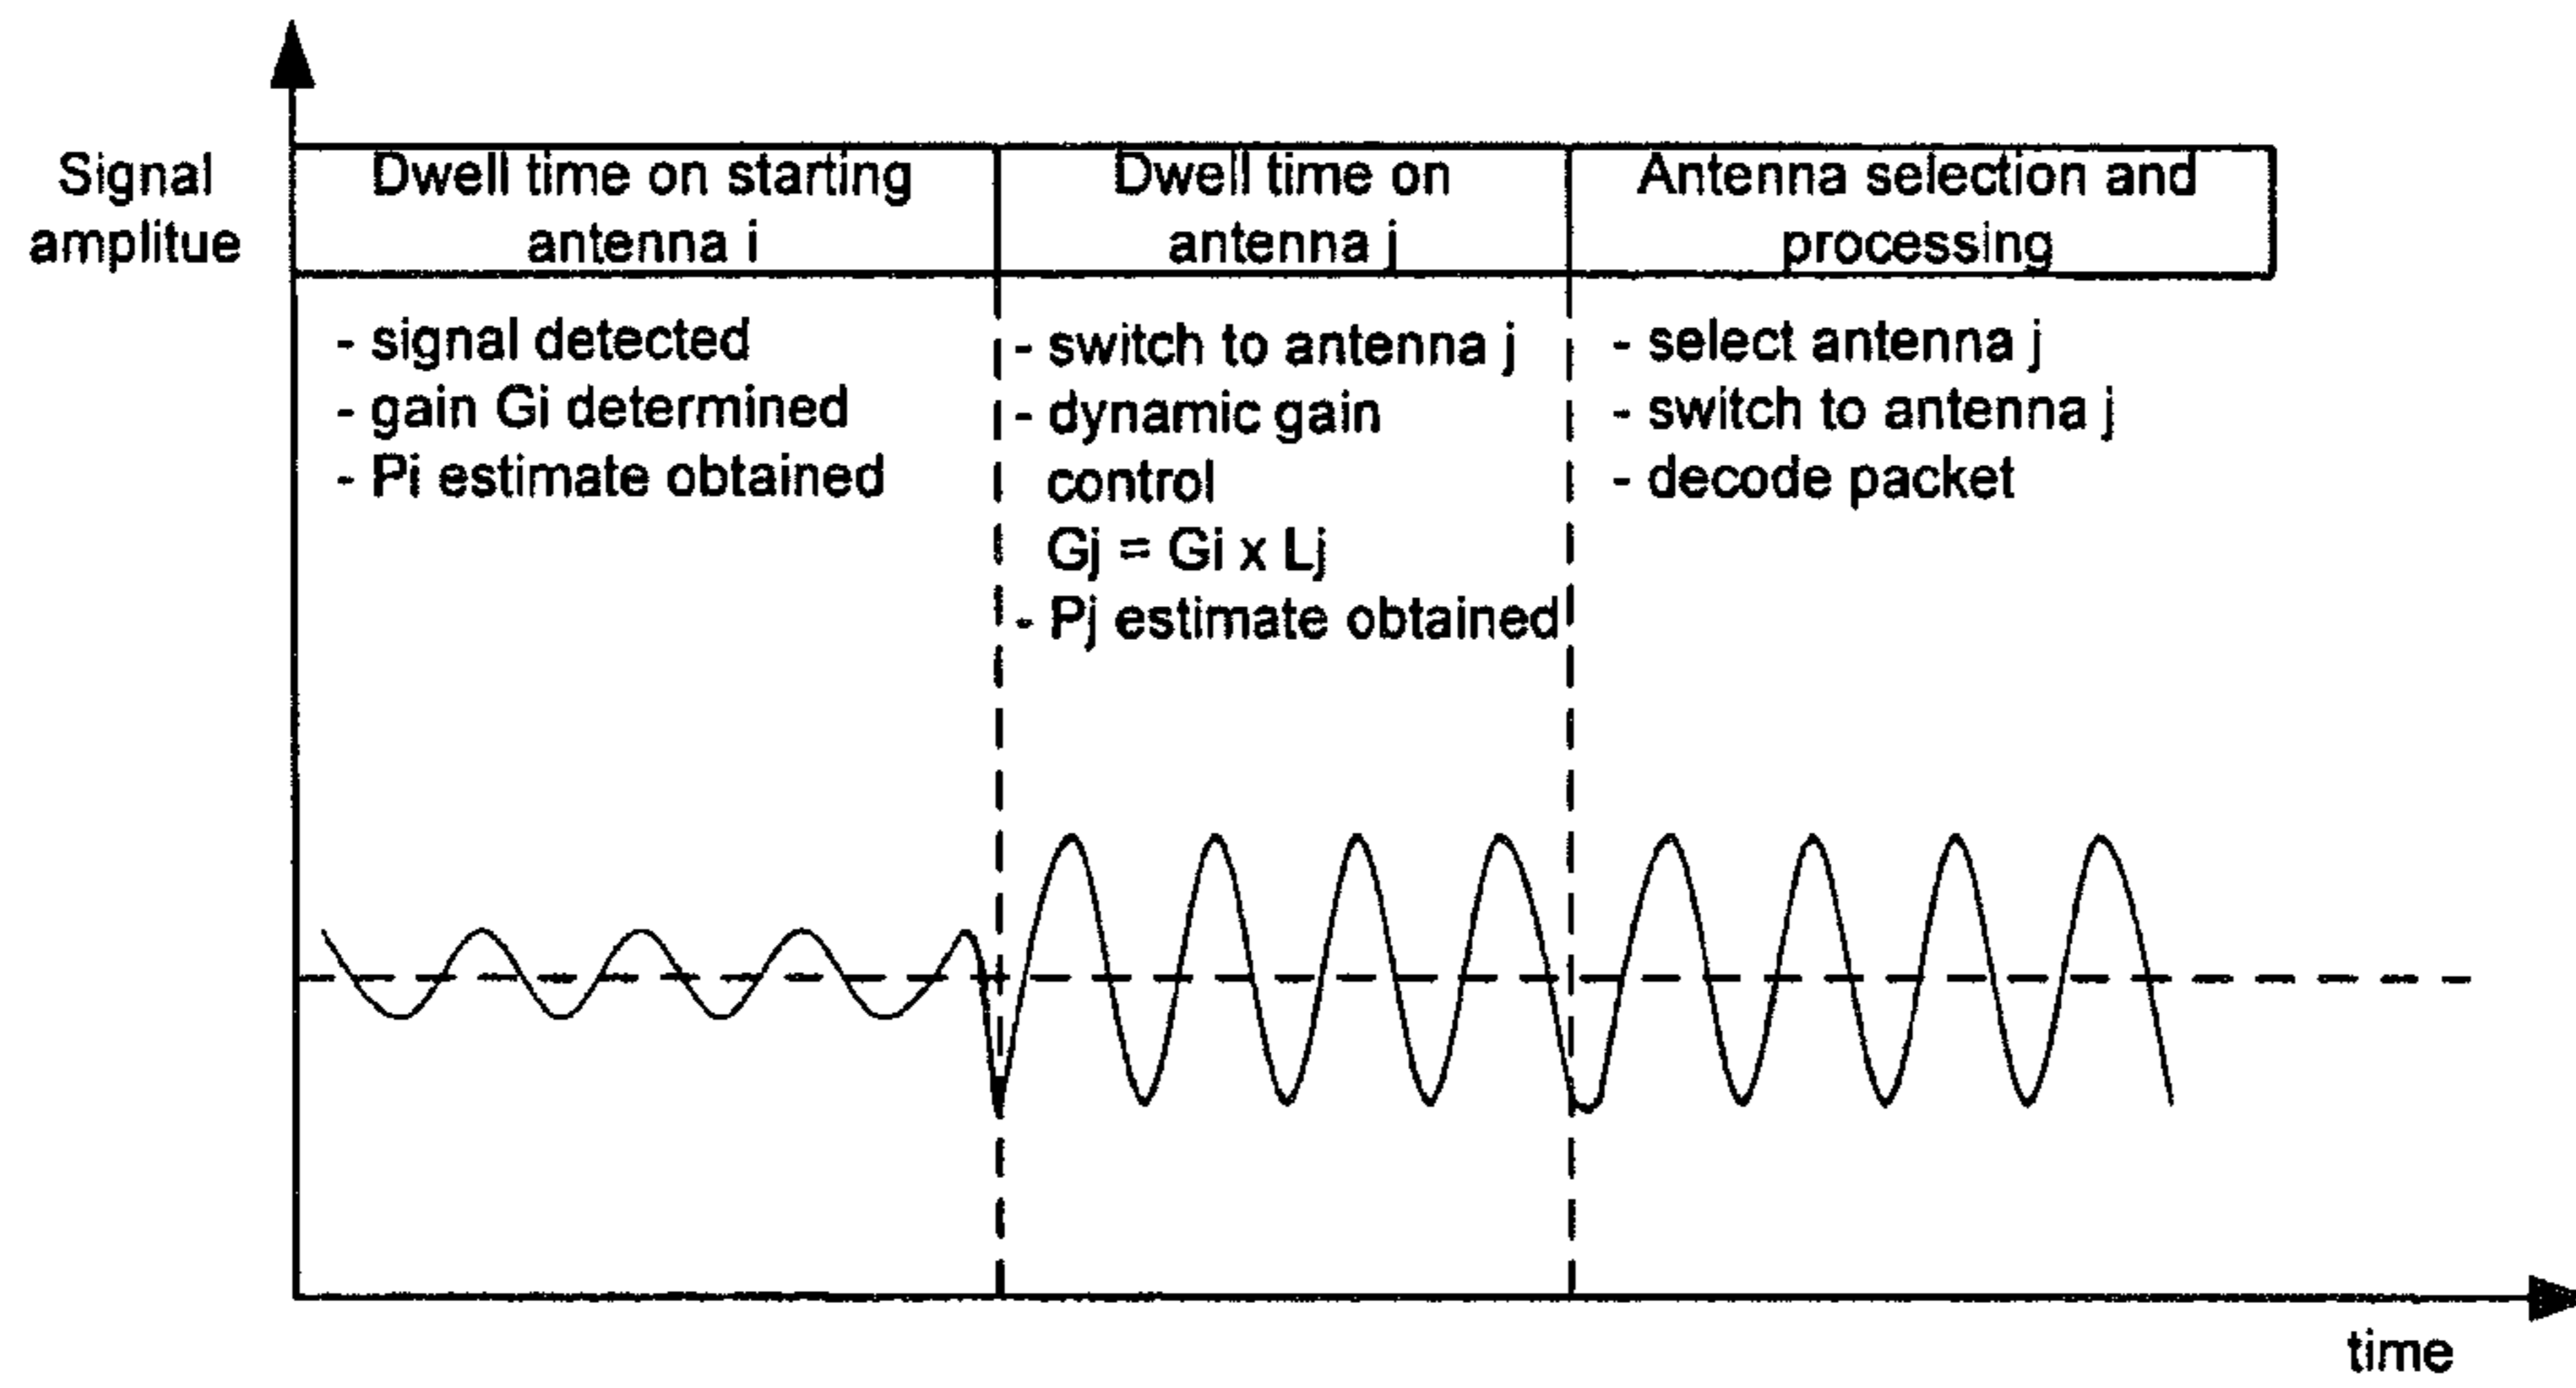 Signal
amplitue
Dwell time on starting
antenna i
Dwell time on
antenna j
Antenna selection and
processing
- signal detected
- gain Gi determined
- Pi estimate obtained
- switch to antenna j
- dynamic gain
control
Gj = Gi x Lj
- Pj estimate obtained
- select antenna j
- switch to antenna j
- decode packet
time